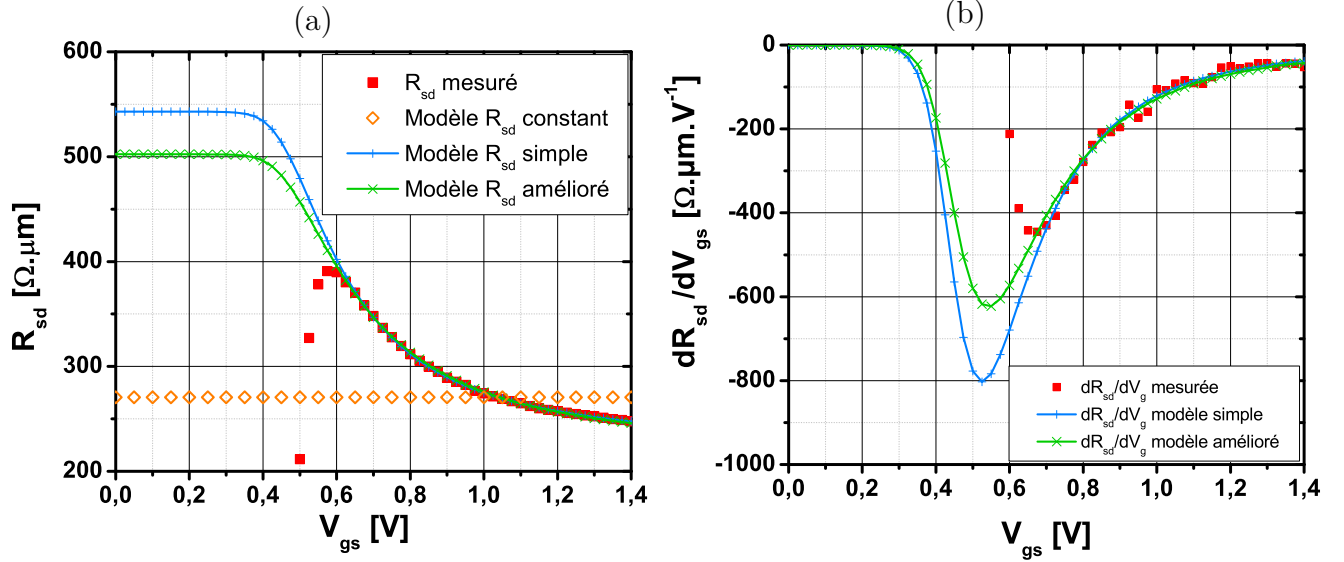 (a)
600
500
400
300
200
R_sd [Ω.µm]
R_sd mesuré
Modèle R_sd constant
Modèle R_sd simple
Modèle R_sd amélioré
0,0 0,2 0,4 0,6 0,8 1,0 1,2 1,4
V_gs [V]
(b)
0
-200
-400
-600
-800
-1000
dR_sd/dV_gs [Ω.µm.V⁻¹]
dR_sd/dV_g mesurée
dR_sd/dV_g modèle simple
dR_sd/dV_g modèle amélioré
0,0 0,2 0,4 0,6 0,8 1,0 1,2 1,4
V_gs [V]